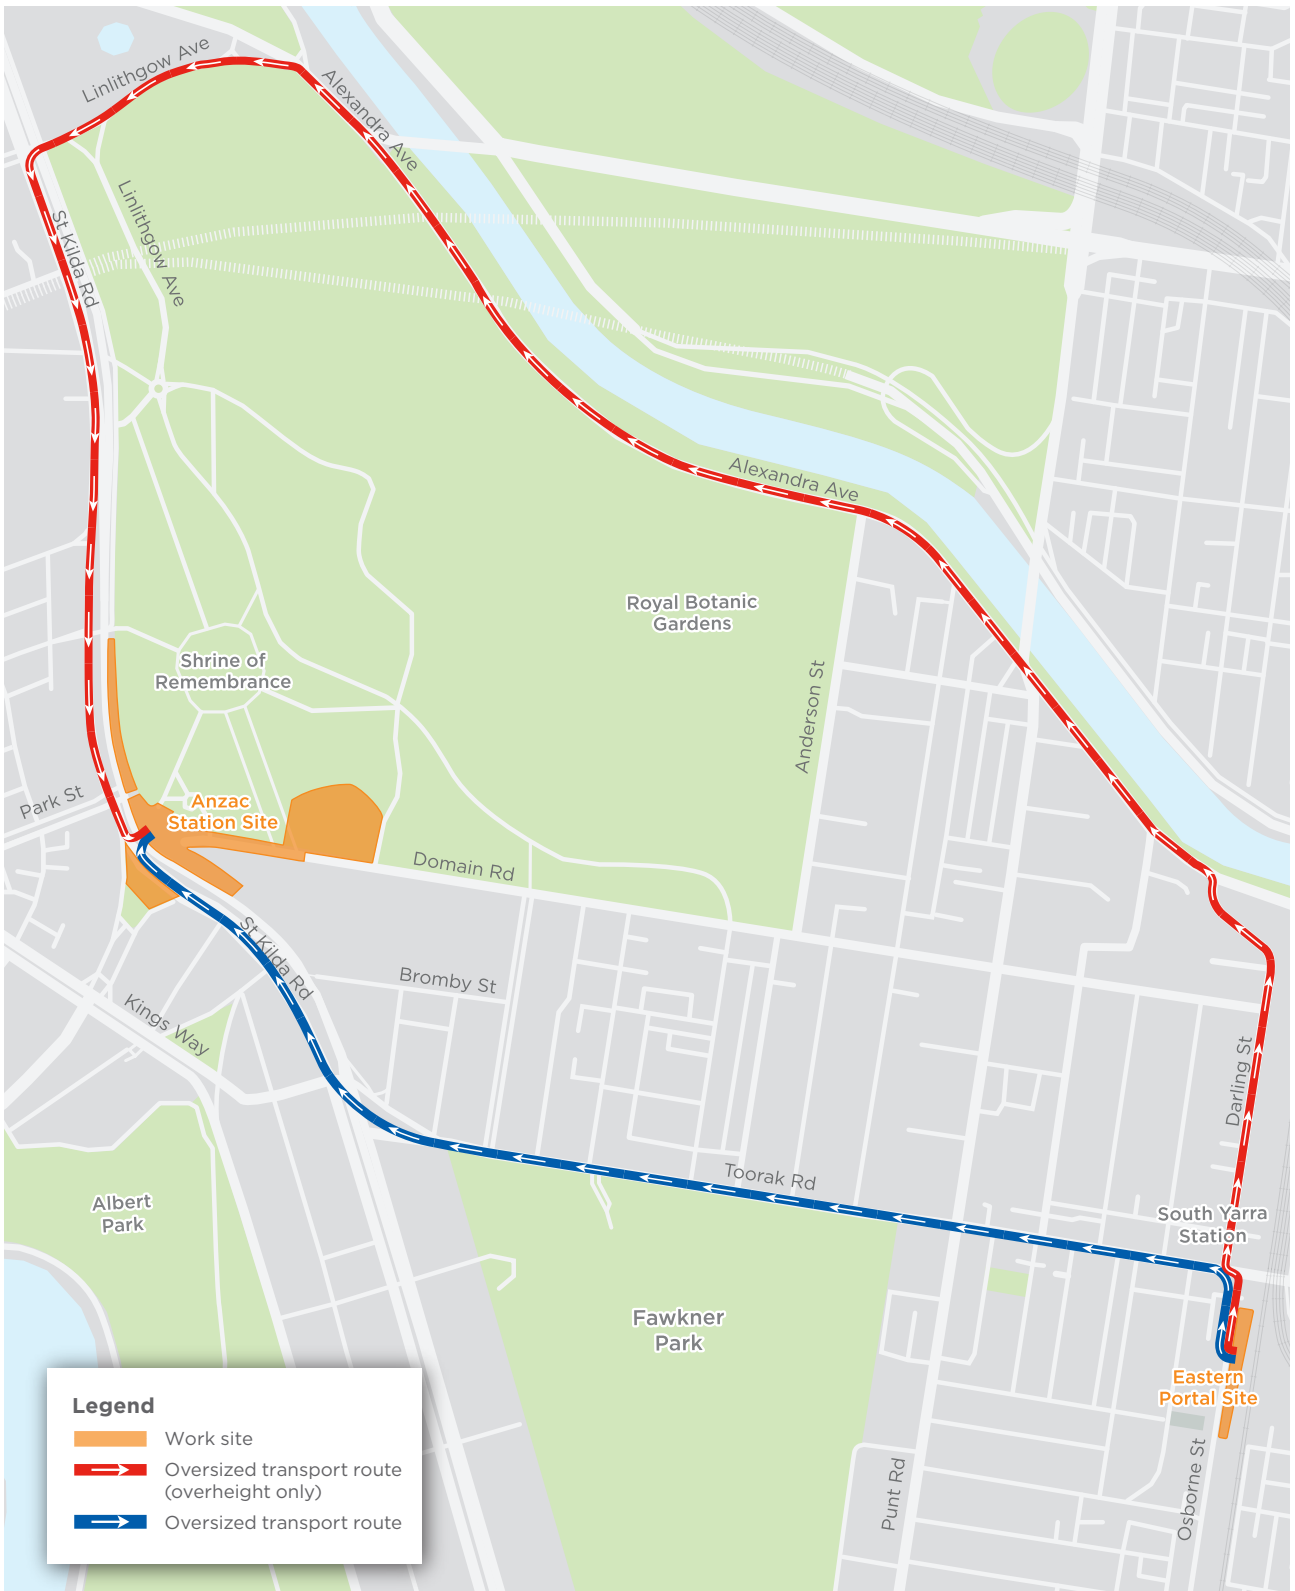 Linlithgow Ave
Alexandra Ave
Linlithgow Ave
St Kilda Rd
Alexandra Ave
Royal Botanic
Gardens
Shrine of
Remembrance
Anderson St
Park St
Anzac
Station Site
Domain Rd
St Kilda Rd
Bromby St
Kings Way
Darling St
Toorak Rd
Albert
Park
South Yarra
Station
Fawkner
Park
Eastern
Portal Site
Punt Rd
Osborne St
Legend
Work site
Oversized transport route
(overheight only)
Oversized transport route